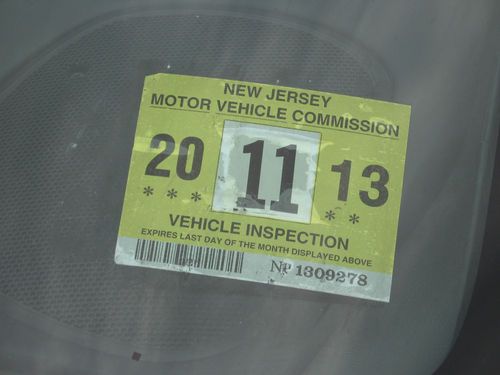 NEW JERSEY
MOTOR VEHICLE COMMISSION
20 11 13
*** **
VEHICLE INSPECTION
EXPIRES LAST DAY OF THE MONTH DISPLAYED ABOVE
Nº 1309278